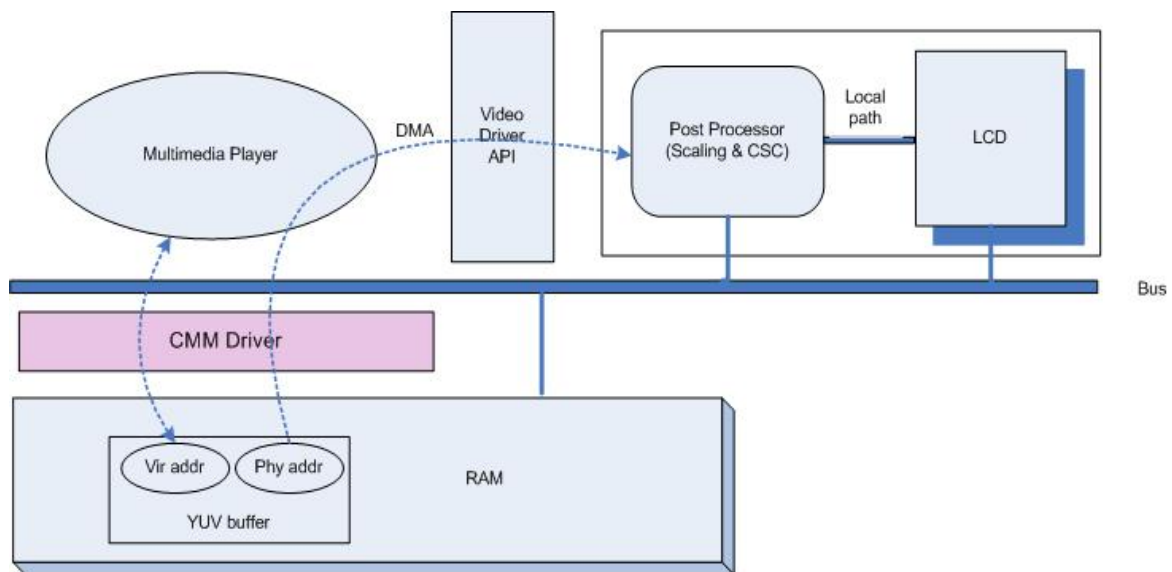 Multimedia Player
DMA
Video
Driver
API
Post Processor
(Scaling & CSC)
Local
path
LCD
Bus
CMM Driver
Vir addr
Phy addr
YUV buffer
RAM